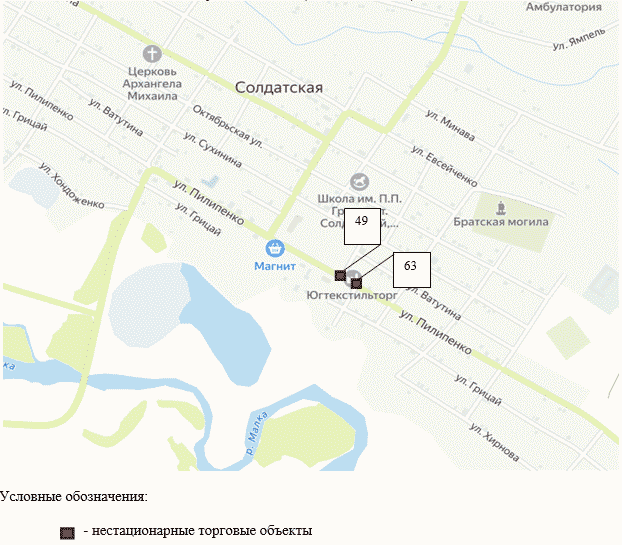 Амбулатория
ул. Ямпель
Церковь
Архангела
Михаила
Солдатская
ул. Пилипенко
ул. Грицай
ул. Ватутина
Октябрьская ул.
ул. Сухинина
ул. Минава
ул. Евсейченко
ул. Хондоженко
ул. Пилипенко
ул. Грицай
Школа им. П.П.
49
Братская могила
Магнит
63
Югтекстильторг
ул. Ватутина
ул. Пилипенко
ул. Грицай
ул. Хирнова
р. Малка
Условные обозначения:
- нестационарные торговые объекты